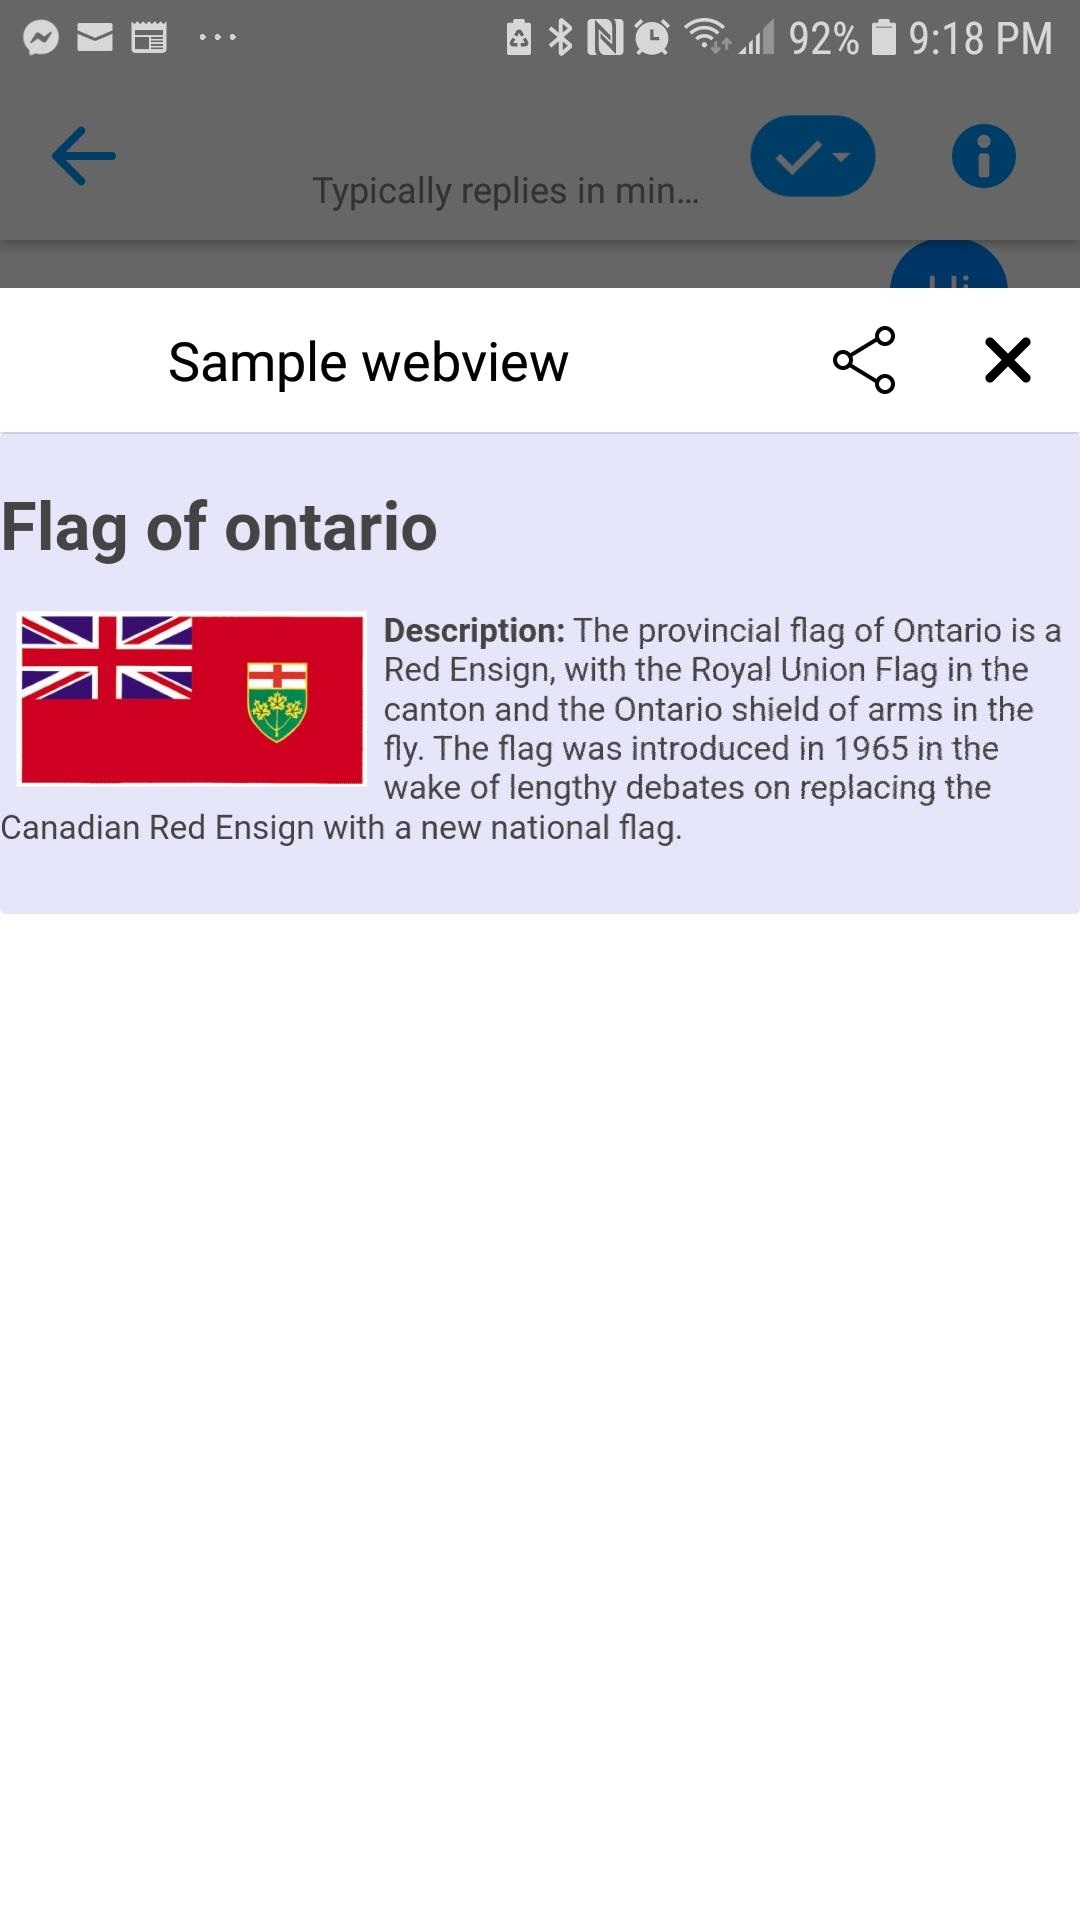 92% 9:18 PM
Typically replies in min...
Hi
Sample webview
Flag of ontario
Description: The provincial flag of Ontario is a
Red Ensign, with the Royal Union Flag in the
canton and the Ontario shield of arms in the
fly. The flag was introduced in 1965 in the
wake of lengthy debates on replacing the
Canadian Red Ensign with a new national flag.